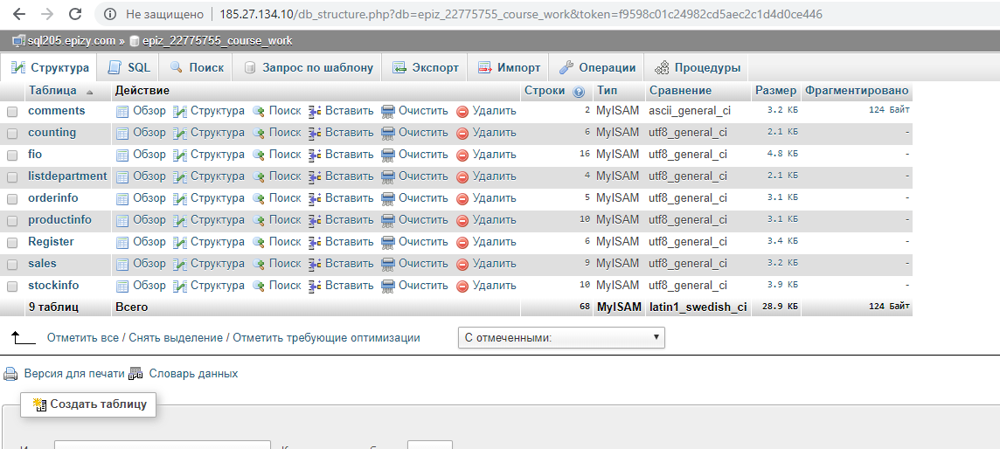 Не защищено 185.27.134.10/db_structure.php?db=epiz_22775755_course_work&token=f9598c01c24982cd5aec2c1d4d0ce446
sql205.epizy.com » epiz_22775755_course_work
Структура SQL Поиск Запрос по шаблону Экспорт Импорт Операции Процедуры
Таблица Действие Строки Тип Сравнение Размер Фрагментировано
comments Обзор Структура Поиск Вставить Очистить Удалить 2 MyISAM ascii_general_ci 3.2 КБ 124 Байт
counting Обзор Структура Поиск Вставить Очистить Удалить 6 MyISAM utf8_general_ci 2.1 КБ -
fio Обзор Структура Поиск Вставить Очистить Удалить 16 MyISAM utf8_general_ci 4.8 КБ -
listdepartment Обзор Структура Поиск Вставить Очистить Удалить 4 MyISAM utf8_general_ci 2.1 КБ -
orderinfo Обзор Структура Поиск Вставить Очистить Удалить 5 MyISAM utf8_general_ci 3.1 КБ -
productinfo Обзор Структура Поиск Вставить Очистить Удалить 10 MyISAM utf8_general_ci 3.1 КБ -
Register Обзор Структура Поиск Вставить Очистить Удалить 6 MyISAM utf8_general_ci 3.4 КБ -
sales Обзор Структура Поиск Вставить Очистить Удалить 9 MyISAM utf8_general_ci 3.2 КБ -
stockinfo Обзор Структура Поиск Вставить Очистить Удалить 10 MyISAM utf8_general_ci 3.9 КБ -
9 таблиц Всего 68 MyISAM latin1_swedish_ci 28.9 КБ 124 Байт
Отметить все / Снять выделение / Отметить требующие оптимизации С отмеченными:
Версия для печати Словарь данных
Создать таблицу